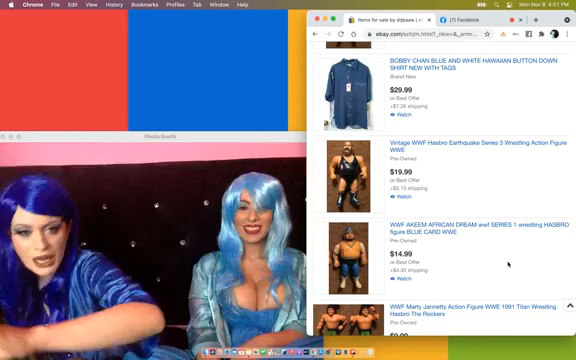 Chrome File Edit View History Bookmarks Profiles Tab Window Help
Mon Nov 8 4:51 PM
Items for sale by ddpaaw
(7) Facebook
Photo Booth
BOBBY CHAN BLUE AND WHITE HAWAIIAN BUTTON DOWN
SHIRT NEW WITH TAGS
Brand New
$29.99
or Best Offer
+$7.26 shipping
Watch
Vintage WWF Hasbro Earthquake Series 3 Wrestling Action Figure
WWE
Pre-Owned
$19.99
or Best Offer
+$5.10 shipping
Watch
WWF AKEEM AFRICAN DREAM wwf SERIES 1 wrestling HASBRO
figure BLUE CARD WWE
Pre-Owned
$14.99
or Best Offer
+$4.30 shipping
Watch
WWF Marty Jannetty Action Figure WWE 1991 Titan Wrestling
Hasbro The Rockers
Pre-Owned